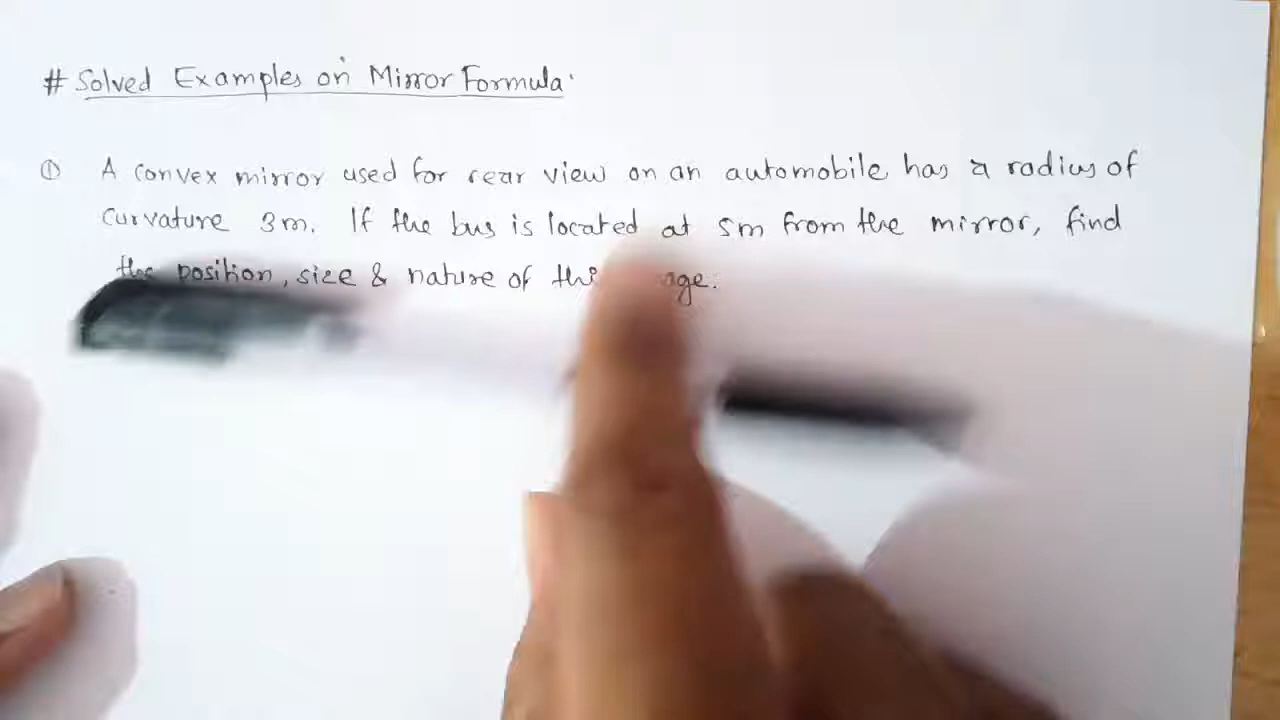 # Solved Examples on Mirror Formula
① A convex mirror used for rear view on an automobile has a radius of
curvature 3m. If the bus is located at 5m from the mirror, find
the position, size & nature of